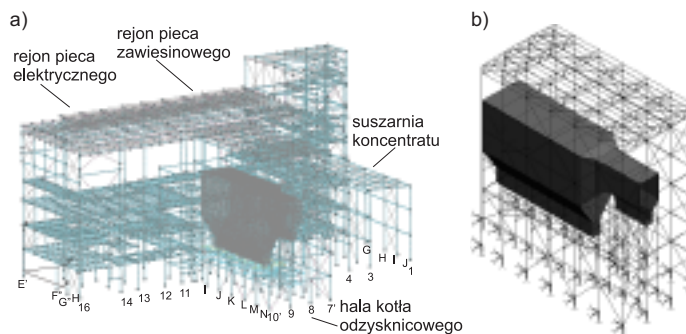 a)
b)
rejon pieca
zawiesinowego
rejon pieca
elektrycznego
suszarnia
koncentratu
E'
F"
G"
H
16
14
13
12
11
I
J
K
L
M
N
10'
9
8
7'
J
4
G
3
H
I
J
1
hala kotła
odzysknicowego